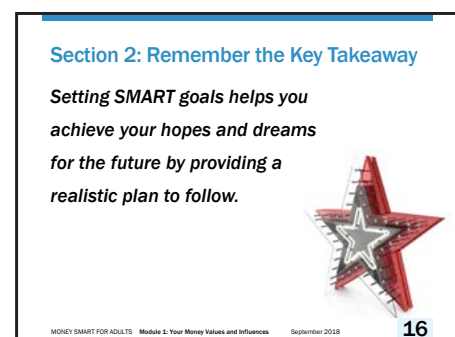 Section 2: Remember the Key Takeaway
Setting SMART goals helps you
achieve your hopes and dreams
for the future by providing a
realistic plan to follow.
MONEY SMART FOR ADULTS Module 1: Your Money Values and Influences September 2018 16